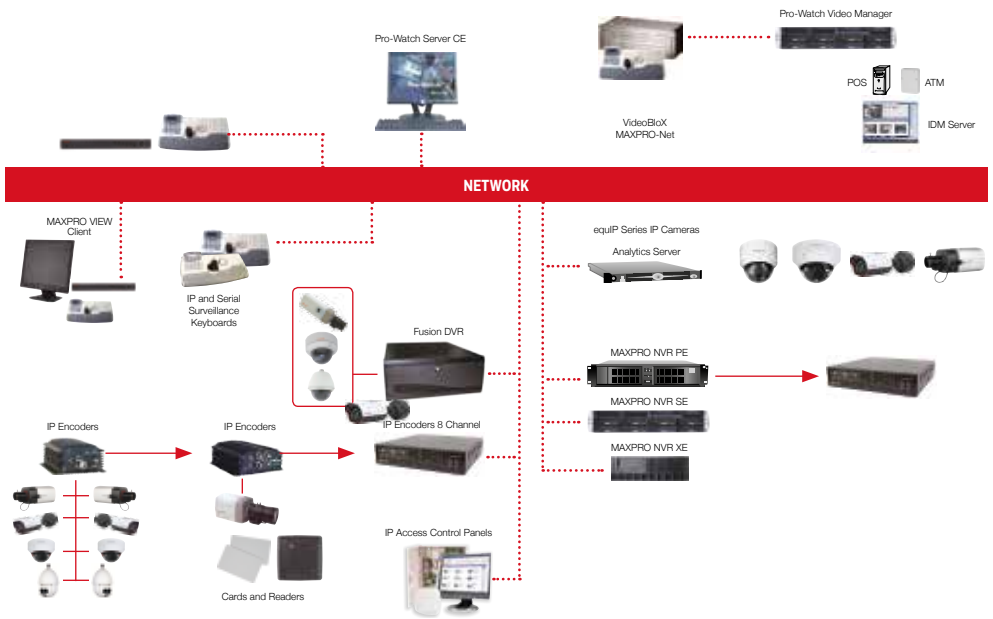 Pro-Watch Video Manager
Pro-Watch Server CE
POS
ATM
VideoBloX
MAXPRO-Net
IDM Server
NETWORK
MAXPRO VIEW
Client
IP and Serial
Surveillance
Keyboards
equIP Series IP Cameras
Analytics Server
Fusion DVR
MAXPRO NVR PE
MAXPRO NVR SE
MAXPRO NVR XE
IP Encoders
IP Encoders
IP Encoders 8 Channel
IP Access Control Panels
Cards and Readers